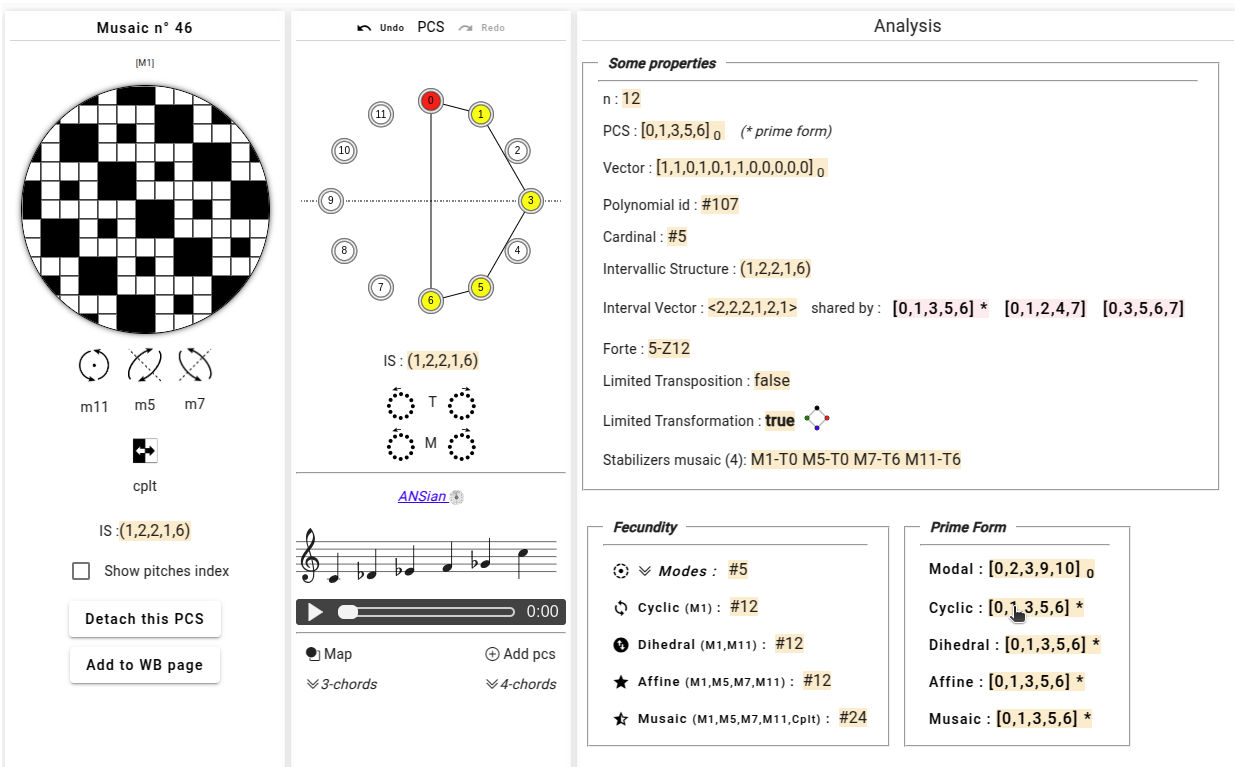 Musaic n° 46
[M1]
m11 m5 m7
cplt
IS :(1,2,2,1,6)
Show pitches index
Detach this PCS
Add to WB page
Undo PCS Redo
0
11 1
10 2
9 3
8 4
7 5
6
IS : (1,2,2,1,6)
T
M
ANSian
0:00
Map Add pcs
3-chords 4-chords
Analysis
Some properties
n : 12
PCS : [0,1,3,5,6] 0 (* prime form)
Vector : [1,1,0,1,0,1,1,0,0,0,0,0] 0
Polynomial id : #107
Cardinal : #5
Intervallic Structure : (1,2,2,1,6)
Interval Vector : <2,2,2,1,2,1> shared by : [0,1,3,5,6] * [0,1,2,4,7] [0,3,5,6,7]
Forte : 5-Z12
Limited Transposition : false
Limited Transformation : true
Stabilizers musaic (4): M1-T0 M5-T0 M7-T6 M11-T6
Fecundity
Modes : #5
Cyclic (M1) : #12
Dihedral (M1,M11) : #12
Affine (M1,M5,M7,M11) : #12
Musaic (M1,M5,M7,M11,Cplt) : #24
Prime Form
Modal : [0,2,3,9,10] 0
Cyclic : [0,1,3,5,6] *
Dihedral : [0,1,3,5,6] *
Affine : [0,1,3,5,6] *
Musaic : [0,1,3,5,6] *